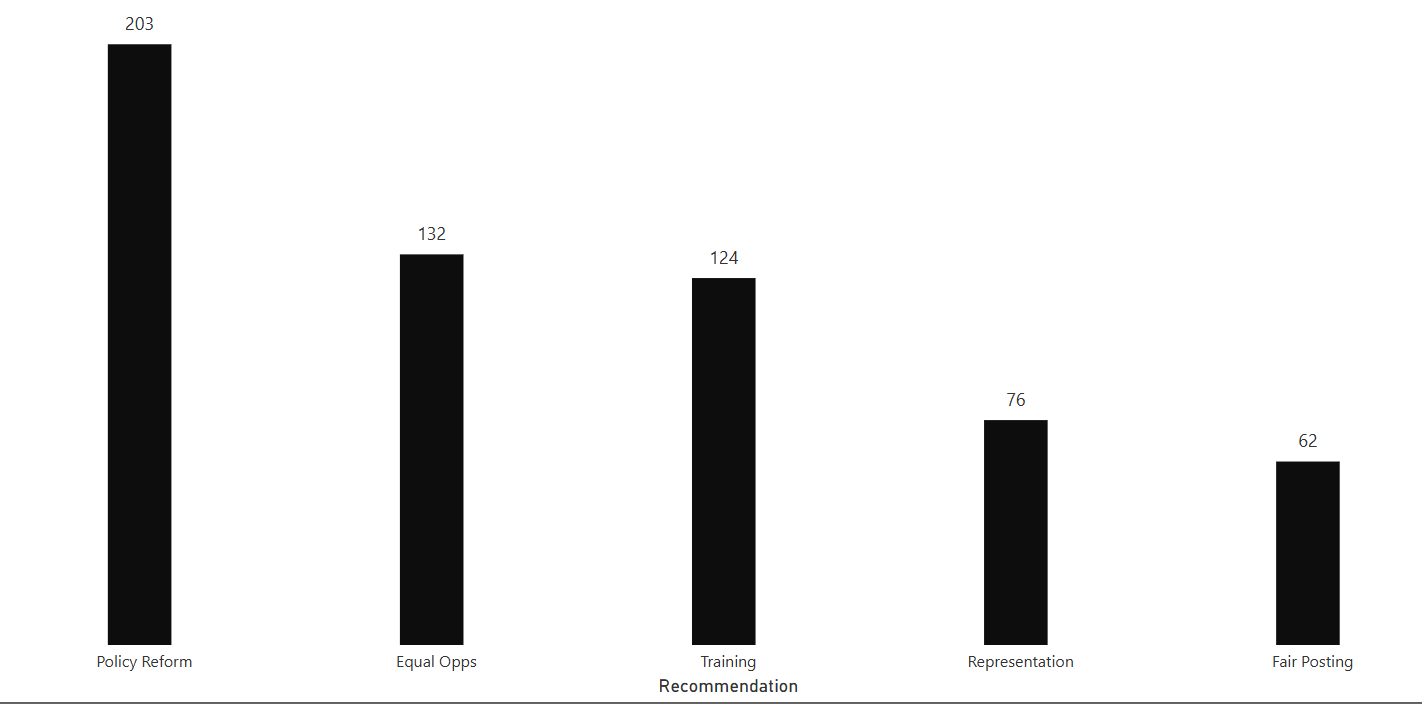 203
132
124
76
62
Policy Reform Equal Opps Training Representation Fair Posting
Recommendation